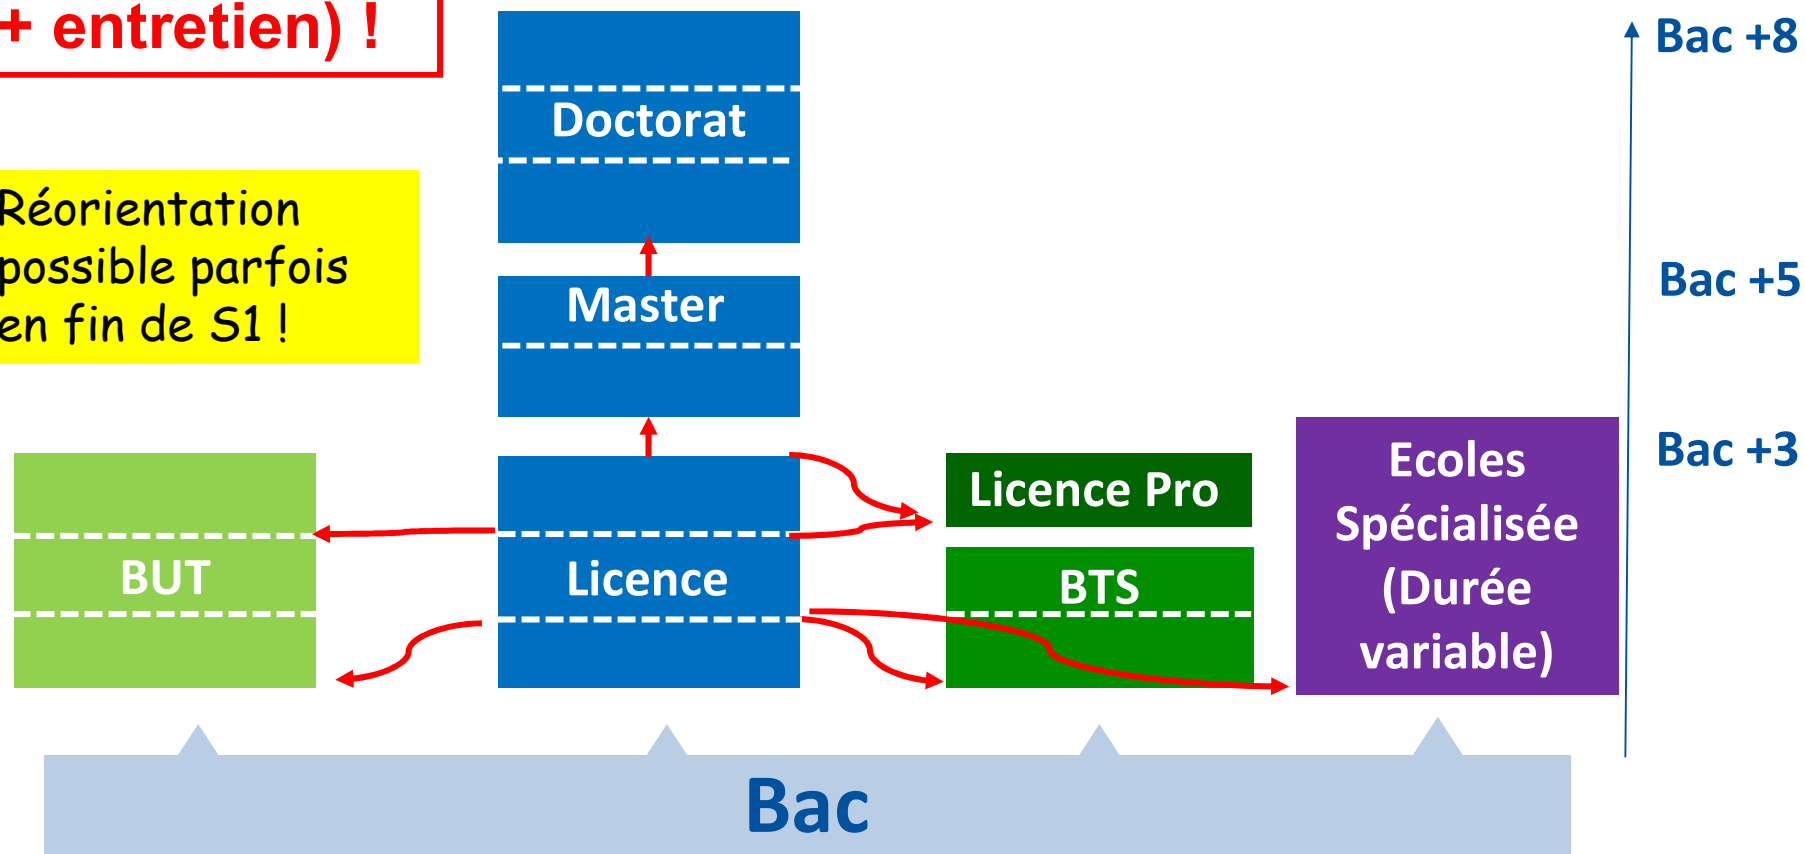 + entretien) !
Réorientation
possible parfois
en fin de S1 !
Doctorat
Master
Licence
BUT
Licence Pro
BTS
Ecoles
Spécialisée
(Durée
variable)
Bac +8
Bac +5
Bac +3
Bac